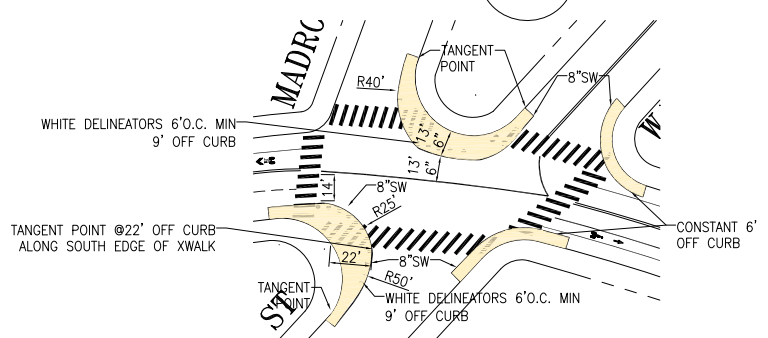 MADRO
TANGENT
POINT
R40'
8"SW
WHITE DELINEATORS 6'O.C. MIN
9' OFF CURB
13'
6"
13'
6"
14'
8"SW
R25'
TANGENT POINT @22' OFF CURB
ALONG SOUTH EDGE OF XWALK
CONSTANT 6'
OFF CURB
22'
8"SW
R50'
TANGENT
POINT
WHITE DELINEATORS 6'O.C. MIN
9' OFF CURB
ST
W